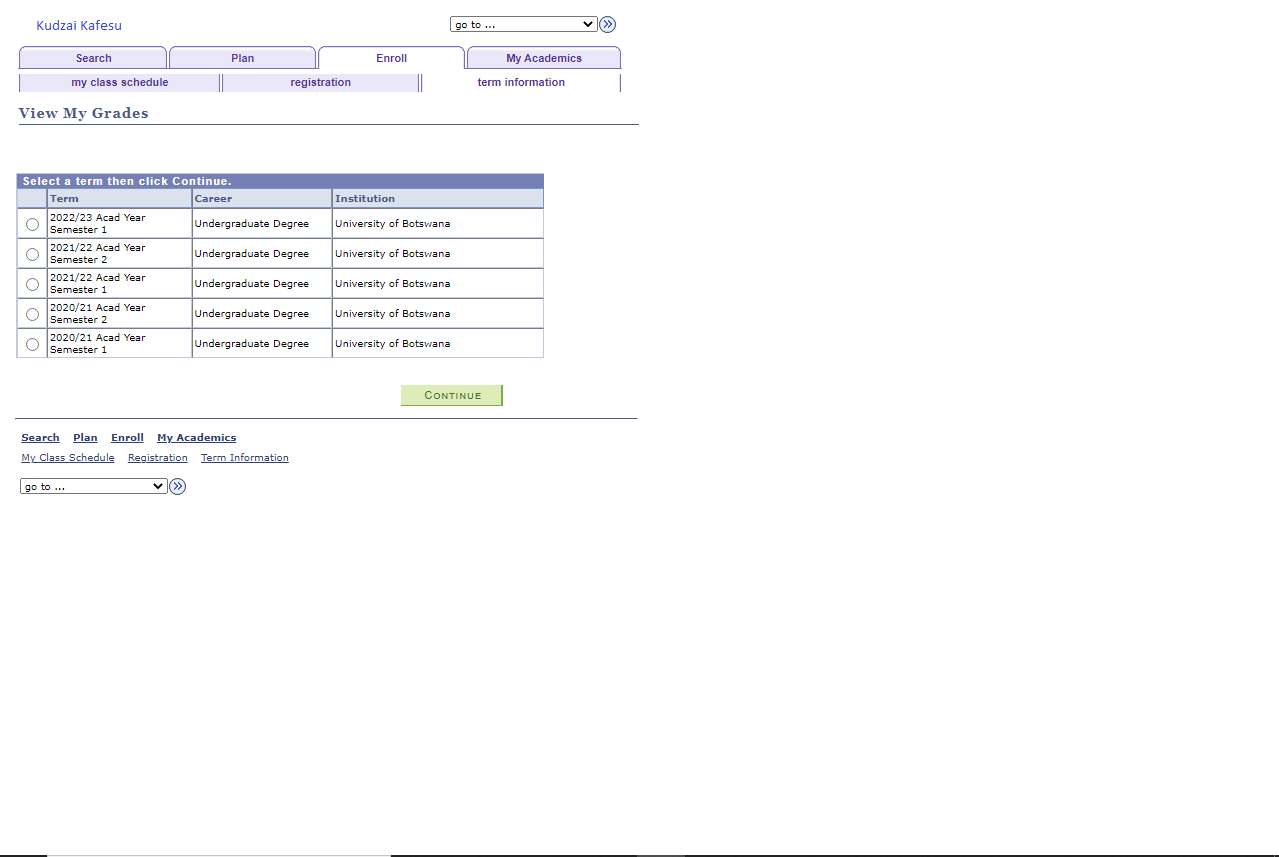 Kudzai Kafesu
go to ...
Search Plan Enroll My Academics
my class schedule registration term information
View My Grades
Select a term then click Continue.
Term Career Institution
2022/23 Acad Year Semester 1 Undergraduate Degree University of Botswana
2021/22 Acad Year Semester 2 Undergraduate Degree University of Botswana
2021/22 Acad Year Semester 1 Undergraduate Degree University of Botswana
2020/21 Acad Year Semester 2 Undergraduate Degree University of Botswana
2020/21 Acad Year Semester 1 Undergraduate Degree University of Botswana
Continue
Search Plan Enroll My Academics
My Class Schedule Registration Term Information
go to ...